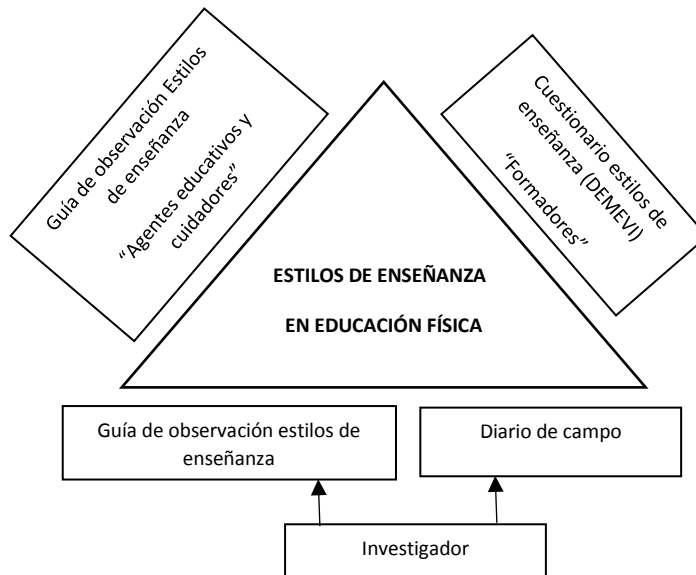 Guía de observación Estilos
de enseñanza
“Agentes educativos y
cuidadores”
Cuestionario estilos de
enseñanza (DEMEVI)
“Formadores”
ESTILOS DE ENSEÑANZA
EN EDUCACIÓN FÍSICA
Guía de observación estilos de
enseñanza
Diario de campo
Investigador